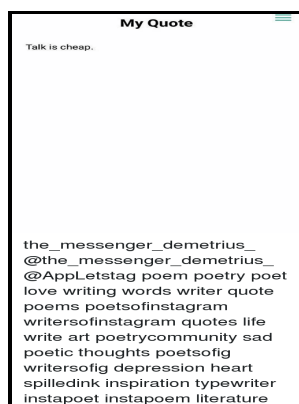 My Quote
Talk is cheap.
the_messenger_demetrius_
@the_messenger_demetrius_
@AppLetstag poem poetry poet
love writing words writer quote
poems poetsofinstagram
writersofinstagram quotes life
write art poetrycommunity sad
poetic thoughts poetsofig
writersofig depression heart
spilledink inspiration typewriter
instapoet instapoem literature